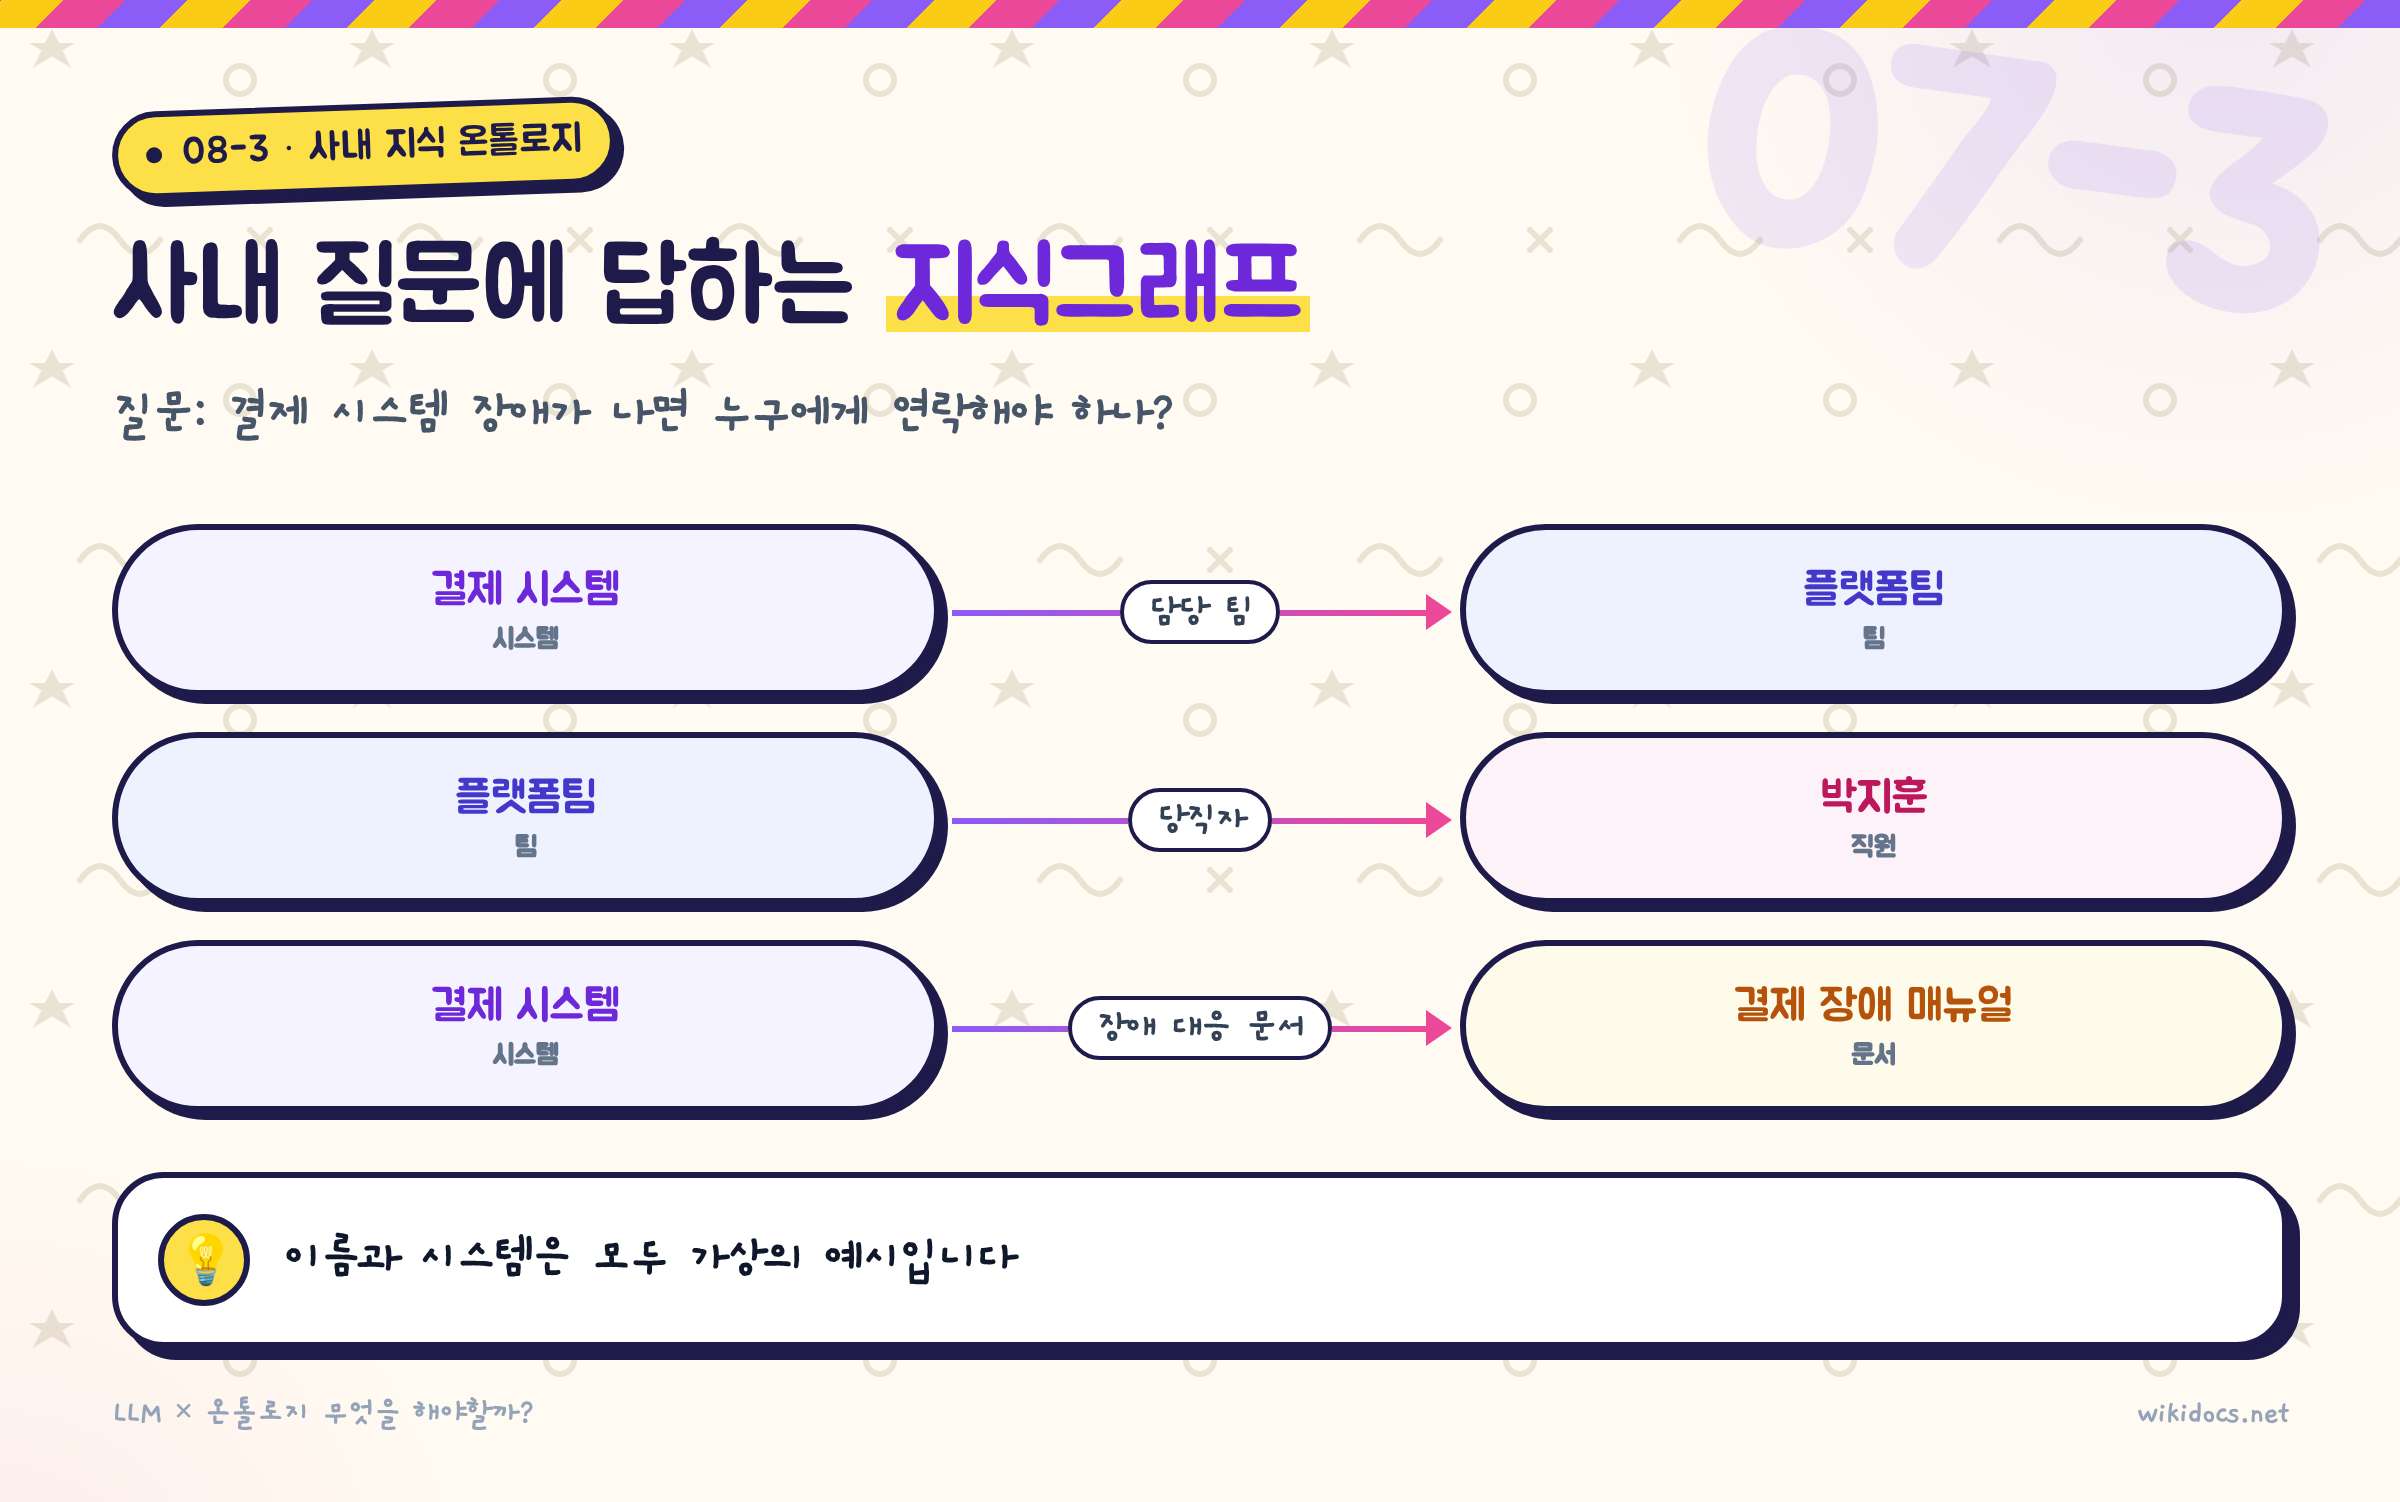 07-3
08-3 · 사내 지식 온톨로지
사내 질문에 답하는 지식그래프
질문: 결제 시스템 장애가 나면 누구에게 연락해야 하나?
결제 시스템
시스템
담당 팀
플랫폼팀
팀
플랫폼팀
팀
당직자
박지훈
직원
결제 시스템
시스템
장애 대응 문서
결제 장애 매뉴얼
문서
이름과 시스템은 모두 가상의 예시입니다
LLM × 온톨로지 무엇을 해야할까?
wikidocs.net